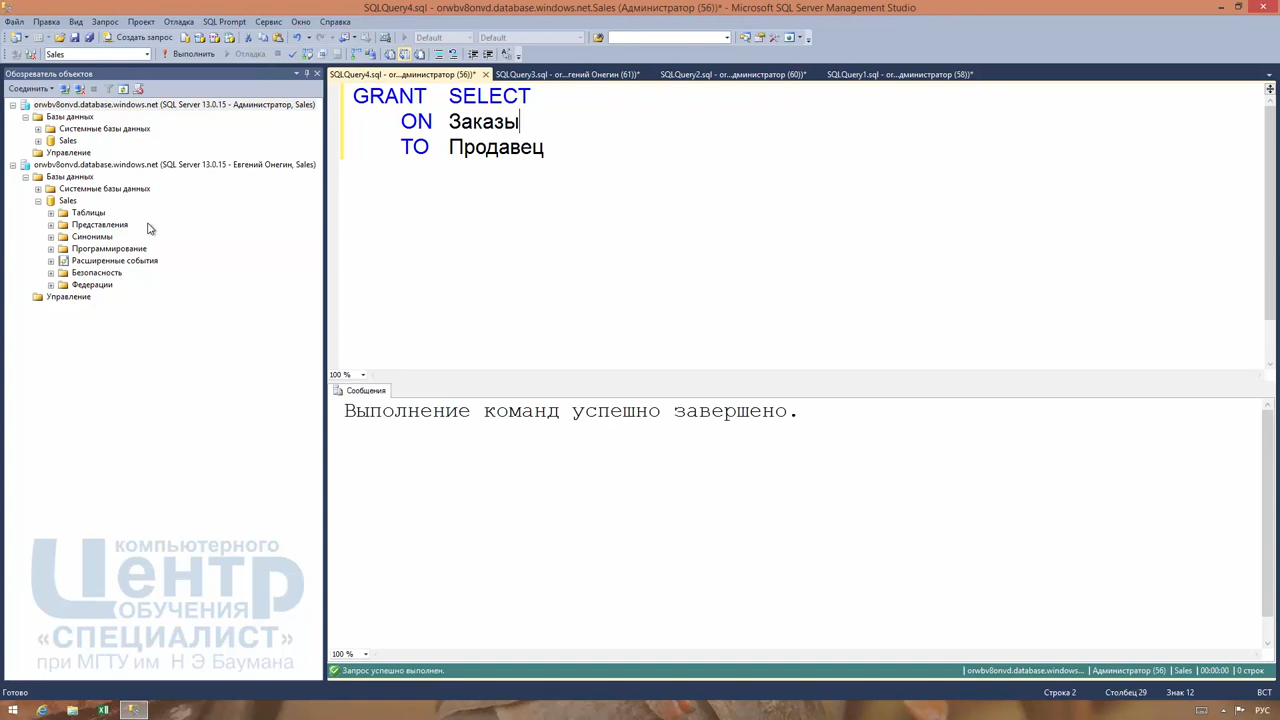 SQLQuery4.sql - orwbv8onvd.database.windows.net.Sales (Администратор (56))* - Microsoft SQL Server Management Studio
Файл Правка Вид Запрос Проект Отладка SQL Prompt Сервис Окно Справка
Создать запрос Default Default
Sales Выполнить Отладка
Обозреватель объектов
SQLQuery4.sql - or...дминистратор (56))* SQLQuery3.sql - or...гений Онегин (61))* SQLQuery2.sql - or...дминистратор (60))* SQLQuery1.sql - or...дминистратор (58))*
Соединить
orwbv8onvd.database.windows.net (SQL Server 13.0.15 - Администратор, Sales)
Базы данных
Системные базы данных
Sales
Управление
orwbv8onvd.database.windows.net (SQL Server 13.0.15 - Евгений Онегин, Sales)
Базы данных
Системные базы данных
Sales
Таблицы
Представления
Синонимы
Программирование
Расширенные события
Безопасность
Федерации
Управление
GRANT SELECT
ON Заказы
TO Продавец
100 %
Сообщения
Выполнение команд успешно завершено.
100 %
компьютерного
Центр
ОБУЧЕНИЯ
«СПЕЦИАЛИСТ»
при МГТУ им Н Э Баумана
Запрос успешно выполнен. orwbv8onvd.database.windows... Администратор (56) Sales 00:00:00 0 строк
Готово Строка 2 Столбец 29 Знак 12 ВСТ
РУС